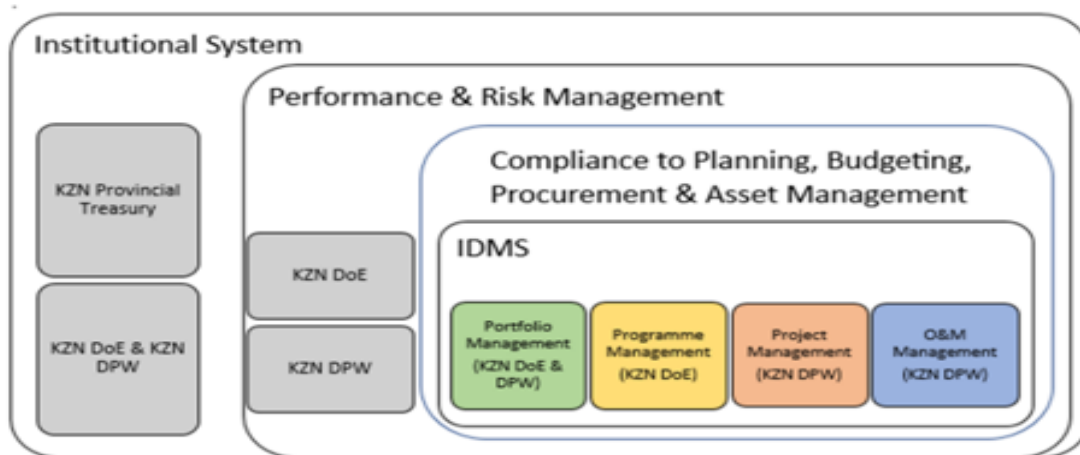 Institutional System
Performance & Risk Management
Compliance to Planning, Budgeting,
Procurement & Asset Management
IDMS
KZN Provincial
Treasury
KZN DoE & KZN
DPW
KZN DoE
KZN DPW
Portfolio
Management
(KZN DoE &
DPW)
Programme
Management
(KZN DoE)
Project
Management
(KZN DPW)
O&M
Management
(KZN DPW)